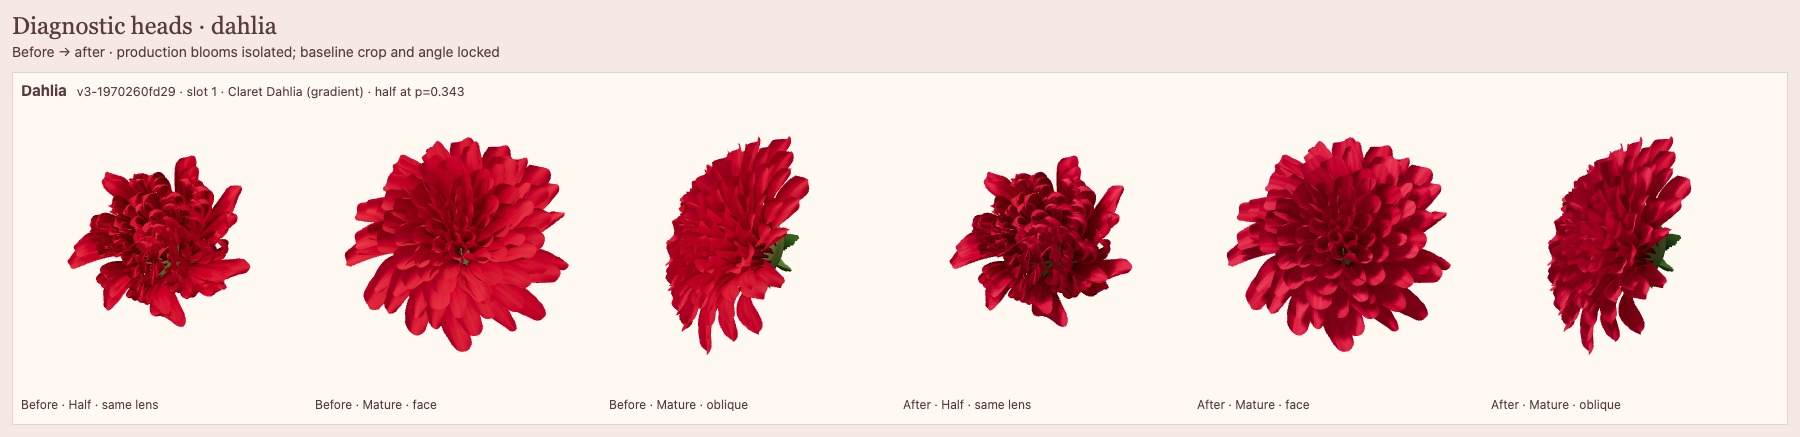 Diagnostic heads · dahlia
Before → after · production blooms isolated; baseline crop and angle locked
Dahlia v3-1970260fd29 · slot 1 · Claret Dahlia (gradient) · half at p=0.343
Before · Half · same lens
Before · Mature · face
Before · Mature · oblique
After · Half · same lens
After · Mature · face
After · Mature · oblique